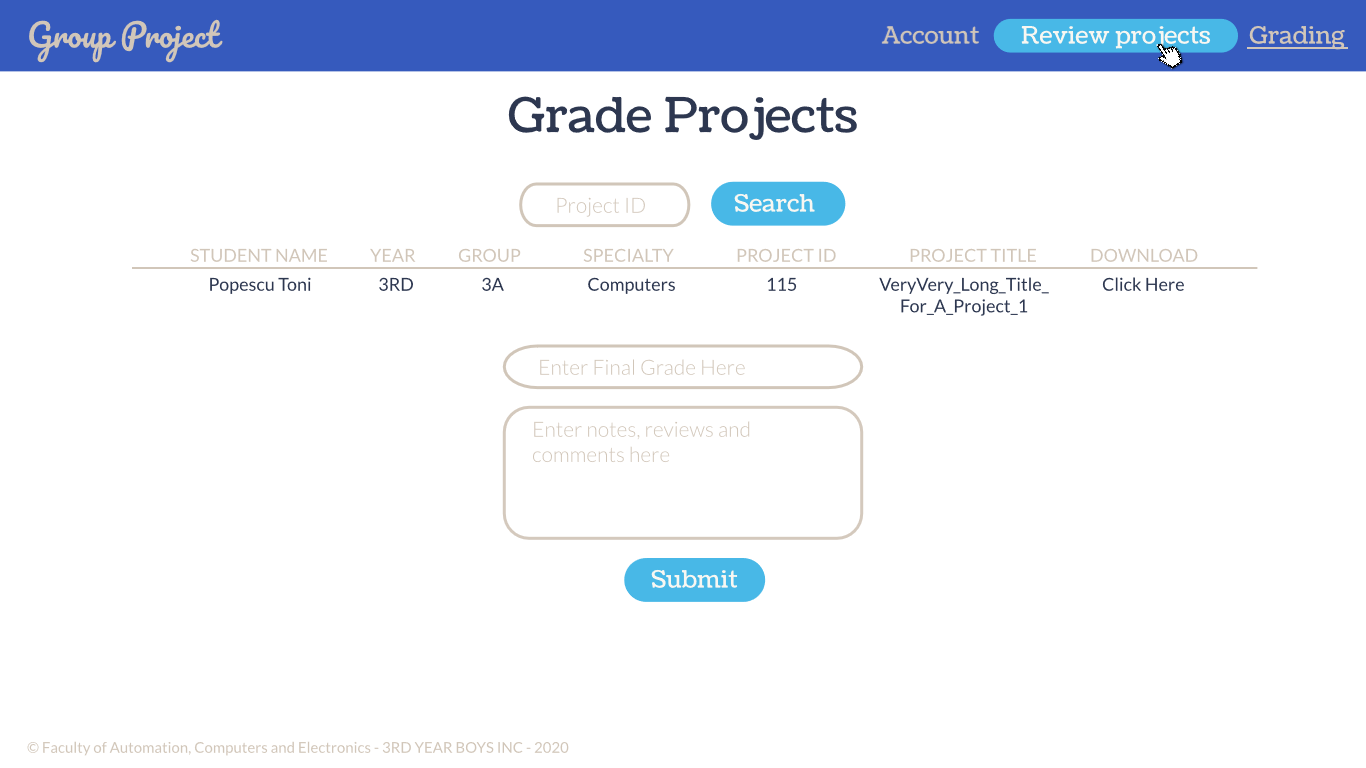 Group Project
Account
Review projects
Grading
Grade Projects
Project ID
Search
STUDENT NAME YEAR GROUP SPECIALTY PROJECT ID PROJECT TITLE DOWNLOAD
Popescu Toni 3RD 3A Computers 115 VeryVery_Long_Title_ Click Here
For_A_Project_1
Enter Final Grade Here
Enter notes, reviews and
comments here
Submit
© Faculty of Automation, Computers and Electronics - 3RD YEAR BOYS INC - 2020